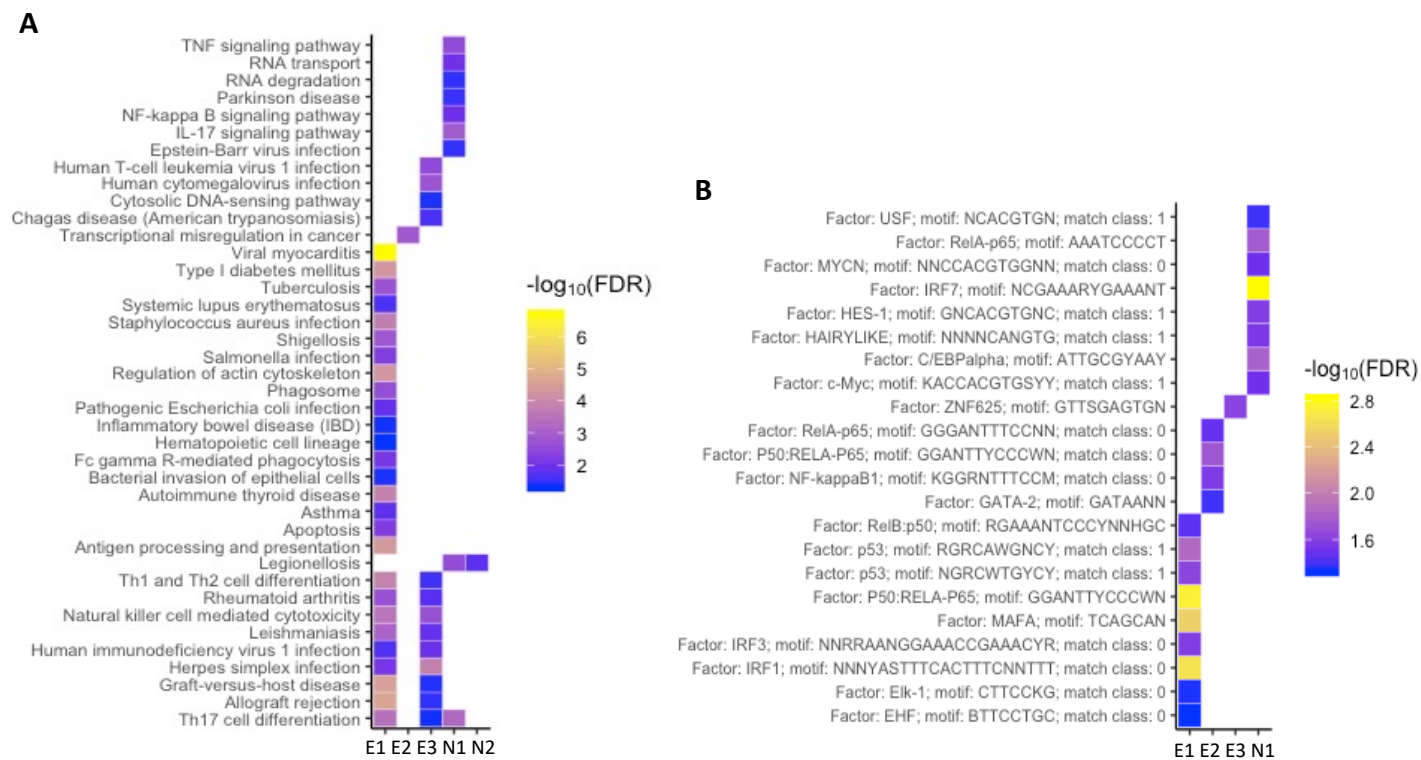 A
TNF signaling pathway
RNA transport
RNA degradation
Parkinson disease
NF-kappa B signaling pathway
IL-17 signaling pathway
Epstein-Barr virus infection
Human T-cell leukemia virus 1 infection
Human cytomegalovirus infection
Cytosolic DNA-sensing pathway
Chagas disease (American trypanosomiasis)
Transcriptional misregulation in cancer
Viral myocarditis
Type I diabetes mellitus
Tuberculosis
Systemic lupus erythematosus
Staphylococcus aureus infection
Shigellosis
Salmonella infection
Regulation of actin cytoskeleton
Phagosome
Pathogenic Escherichia coli infection
Inflammatory bowel disease (IBD)
Hematopoietic cell lineage
Fc gamma R-mediated phagocytosis
Bacterial invasion of epithelial cells
Autoimmune thyroid disease
Asthma
Apoptosis
Antigen processing and presentation
Legionellosis
Th1 and Th2 cell differentiation
Rheumatoid arthritis
Natural killer cell mediated cytotoxicity
Leishmaniasis
Human immunodeficiency virus 1 infection
Herpes simplex infection
Graft-versus-host disease
Allograft rejection
Th17 cell differentiation
E1 E2 E3 N1 N2
-log10(FDR)
6
5
4
3
2
B
Factor: USF; motif: NCACGTGN; match class: 1
Factor: RelA-p65; motif: AAATCCCCT
Factor: MYCN; motif: NNCCACGTGGNN; match class: 0
Factor: IRF7; motif: NCGAAARYGAAANT
Factor: HES-1; motif: GNCACGTGNC; match class: 1
Factor: HAIRYLIKE; motif: NNNNCANGTG; match class: 1
Factor: C/EBPalpha; motif: ATTGCGYAAY
Factor: c-Myc; motif: KACCACGTGSYY; match class: 1
Factor: ZNF625; motif: GTTSGAGTGN
Factor: RelA-p65; motif: GGGANTTTCCNN; match class: 0
Factor: P50:RELA-P65; motif: GGANTTYCCCWN; match class: 0
Factor: NF-kappaB1; motif: KGGRNTTTCCM; match class: 0
Factor: GATA-2; motif: GATAANN
Factor: RelB:p50; motif: RGAAANTCCCYNNHGC
Factor: p53; motif: RGRCAWGNCY; match class: 1
Factor: p53; motif: NGRCWTGYCY; match class: 1
Factor: P50:RELA-P65; motif: GGANTTYCCCWN
Factor: MAFA; motif: TCAGCAN
Factor: IRF3; motif: NNRRAANGGAAACCGAAACYR; match class: 0
Factor: IRF1; motif: NNNYASTTTCACTTTCNNTTT; match class: 0
Factor: Elk-1; motif: CTTCCKG; match class: 0
Factor: EHF; motif: BTTCCTGC; match class: 0
E1 E2 E3 N1
-log10(FDR)
2.8
2.4
2.0
1.6